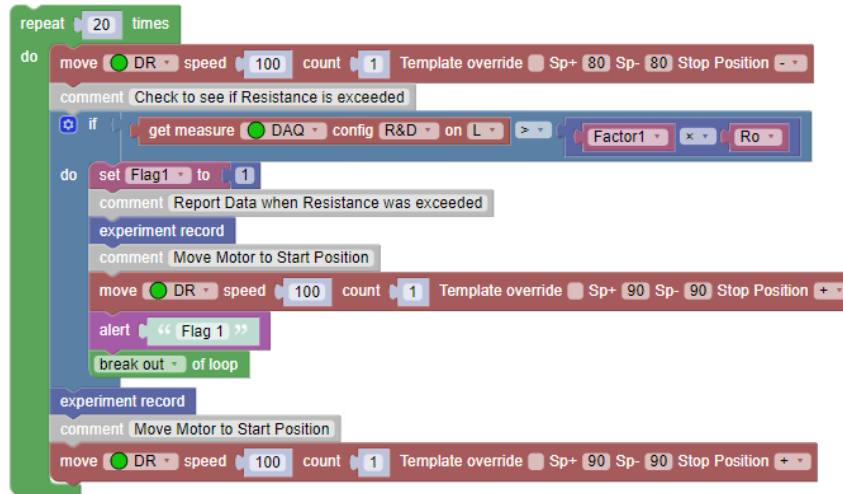 repeat 20 times
do move DR speed 100 count 1 Template override Sp+ 80 Sp- 80 Stop Position -
comment Check to see if Resistance is exceeded
if get measure DAQ config R&D on L > Factor1 × Ro
do set Flag1 to 1
comment Report Data when Resistance was exceeded
experiment record
comment Move Motor to Start Position
move DR speed 100 count 1 Template override Sp+ 90 Sp- 90 Stop Position +
alert “ Flag 1 ”
break out of loop
experiment record
comment Move Motor to Start Position
move DR speed 100 count 1 Template override Sp+ 90 Sp- 90 Stop Position +